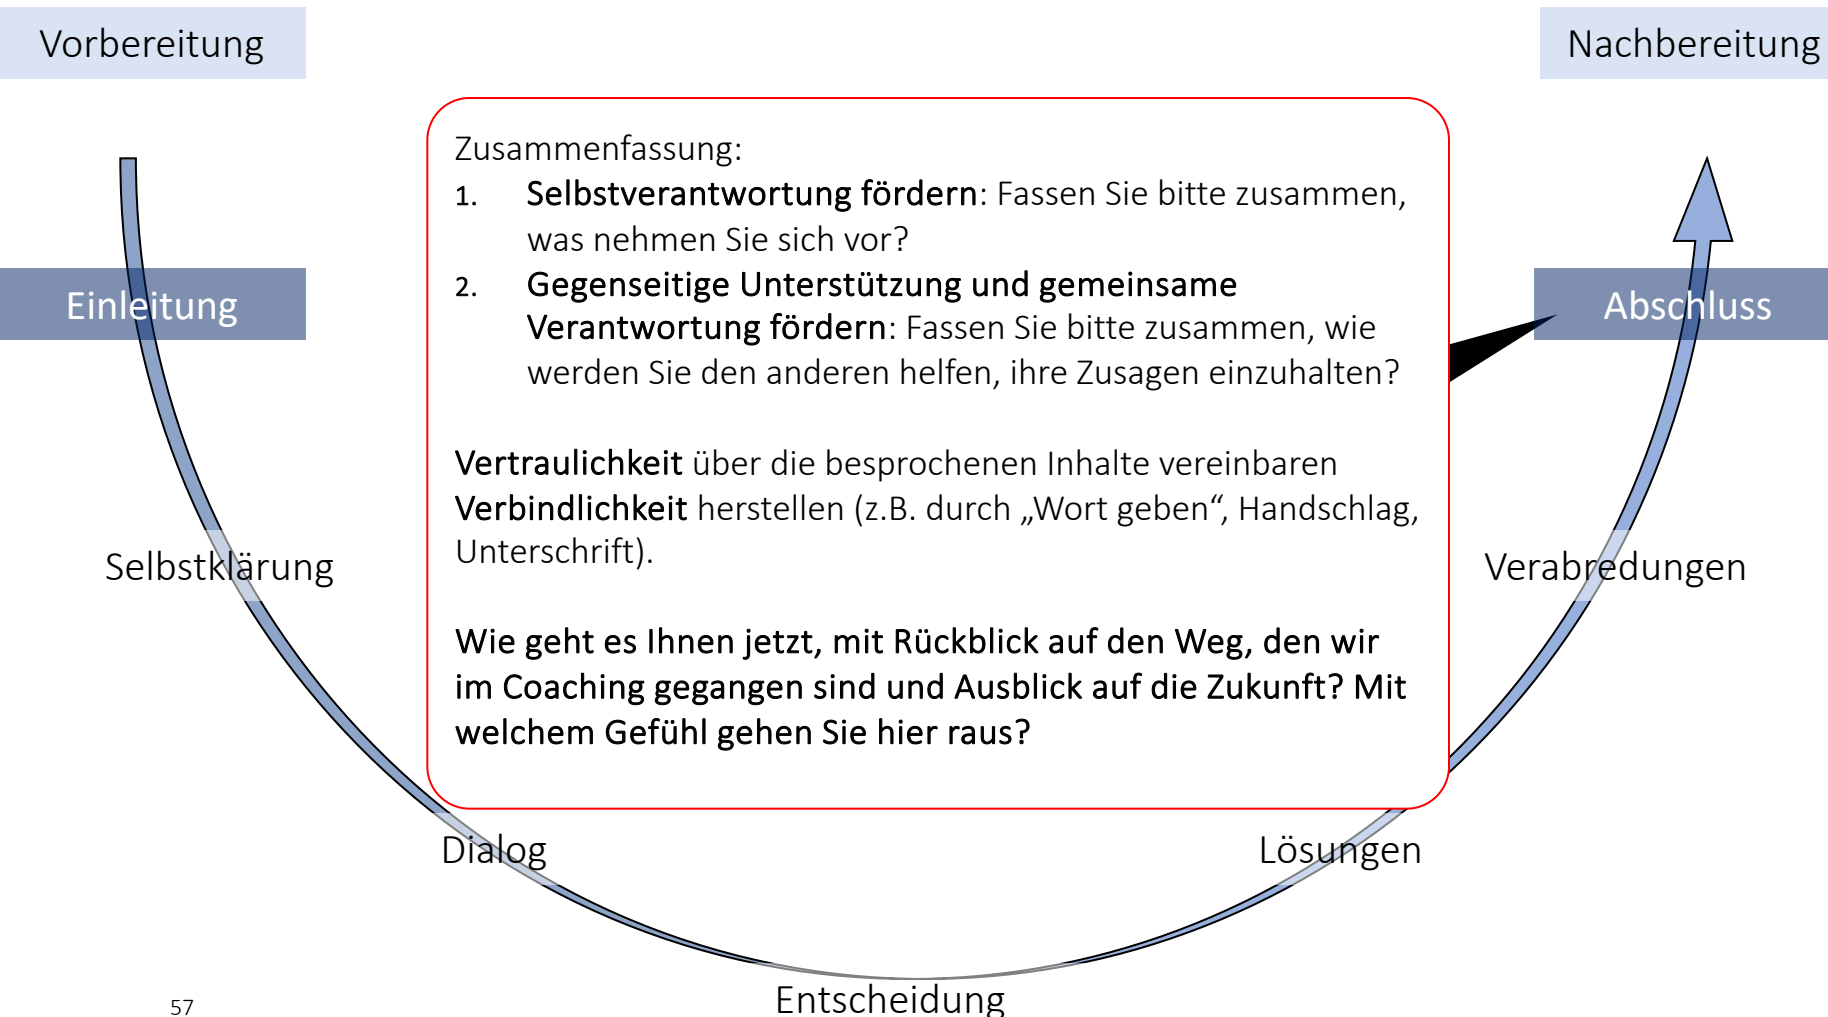 Vorbereitung
Nachbereitung
Zusammenfassung:
1. Selbstverantwortung fördern: Fassen Sie bitte zusammen,
was nehmen Sie sich vor?
2. Gegenseitige Unterstützung und gemeinsame
Verantwortung fördern: Fassen Sie bitte zusammen, wie
werden Sie den anderen helfen, ihre Zusagen einzuhalten?
Vertraulichkeit über die besprochenen Inhalte vereinbaren
Verbindlichkeit herstellen (z.B. durch „Wort geben“, Handschlag,
Unterschrift).
Wie geht es Ihnen jetzt, mit Rückblick auf den Weg, den wir
im Coaching gegangen sind und Ausblick auf die Zukunft? Mit
welchem Gefühl gehen Sie hier raus?
Einleitung
Abschluss
Selbstklärung
Verabredungen
Dialog
Lösungen
Entscheidung
57